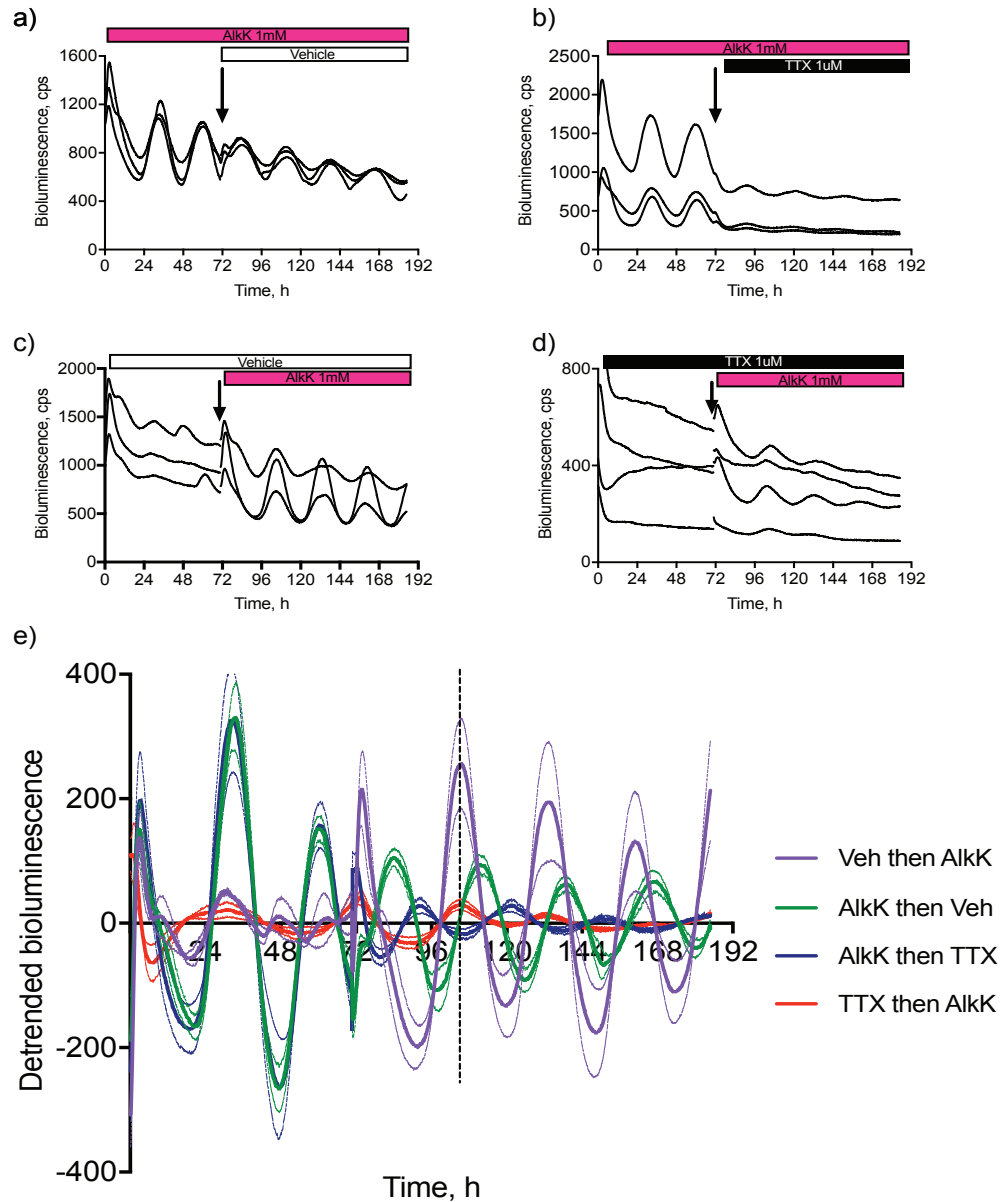 a)
AlkK 1mM
Vehicle
1600
1200
800
400
0
Bioluminescence, cps
0 24 48 72 96 120 144 168 192
Time, h
b)
AlkK 1mM
TTX 1uM
2500
2000
1500
1000
500
0
Bioluminescence, cps
0 24 48 72 96 120 144 168 192
Time, h
c)
Vehicle
AlkK 1mM
2000
1500
1000
500
0
Bioluminescence, cps
0 24 48 72 96 120 144 168 192
Time, h
d)
TTX 1uM
AlkK 1mM
800
400
0
Bioluminescence, cps
0 24 48 72 96 120 144 168 192
Time, h
e)
400
200
0
-200
-400
Detrended bioluminescence
24 48 72 96 120 144 168 192
Time, h
Veh then AlkK
AlkK then Veh
AlkK then TTX
TTX then AlkK